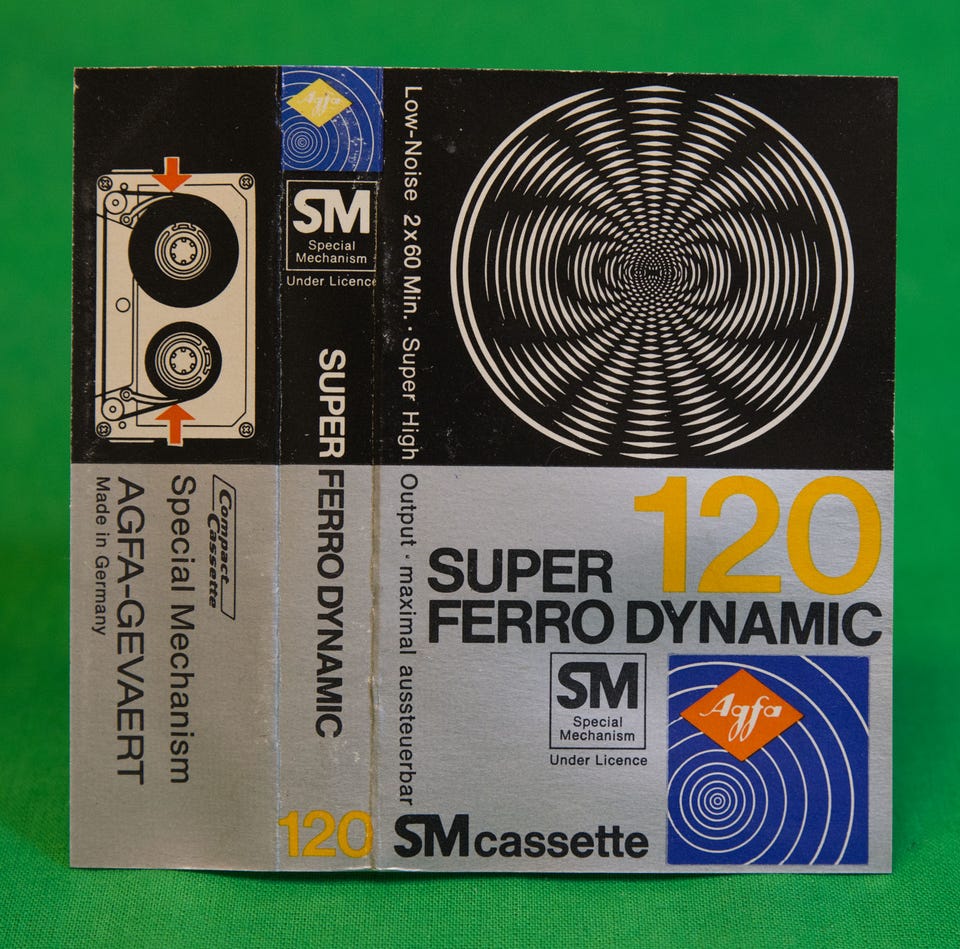 Compact
Cassette
Special Mechanism
AGFA-GEVAERT
Made in Germany
Agfa
SM
Special
Mechanism
Under Licence
SUPER FERRO DYNAMIC
120
Low-Noise 2x60 Min. · Super High Output · maximal aussteuerbar
120
SUPER
FERRO DYNAMIC
SM
Special
Mechanism
Under Licence
Agfa
SM cassette